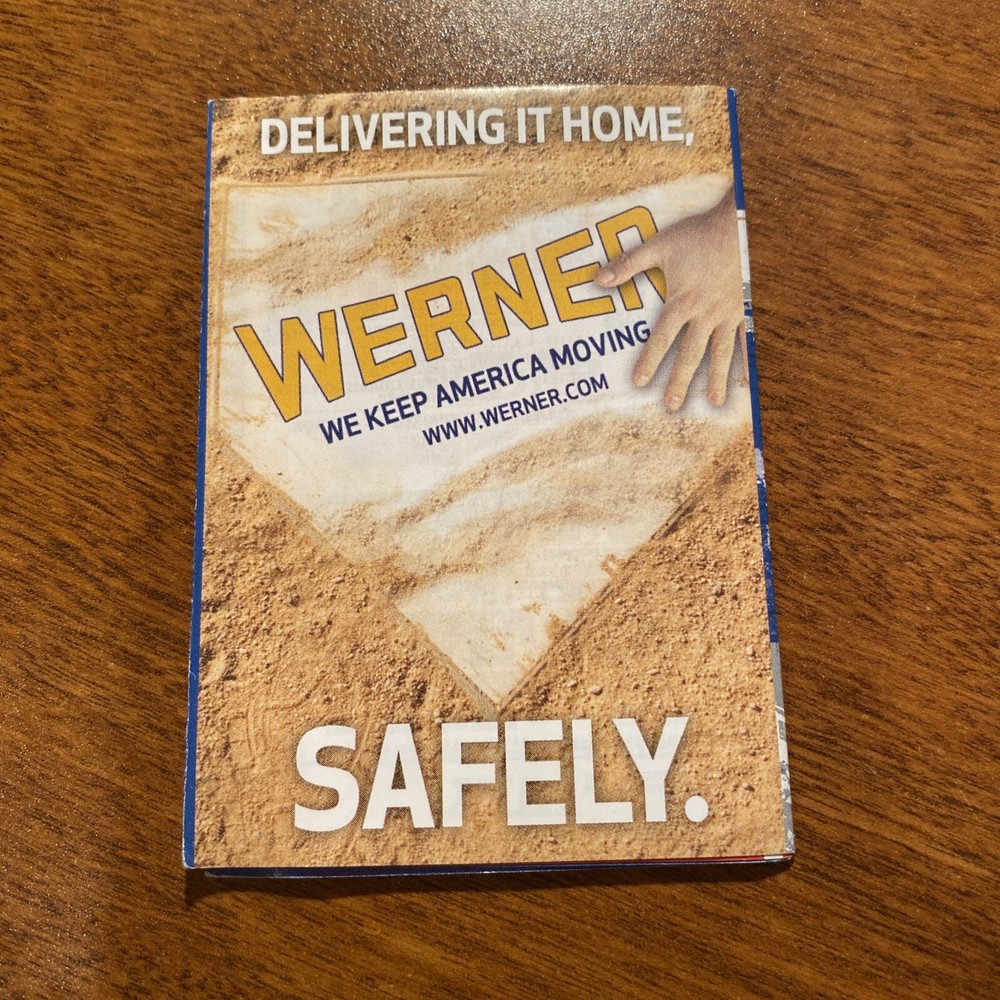 DELIVERING IT HOME,
WERNER
WE KEEP AMERICA MOVING
WWW.WERNER.COM
SAFELY.